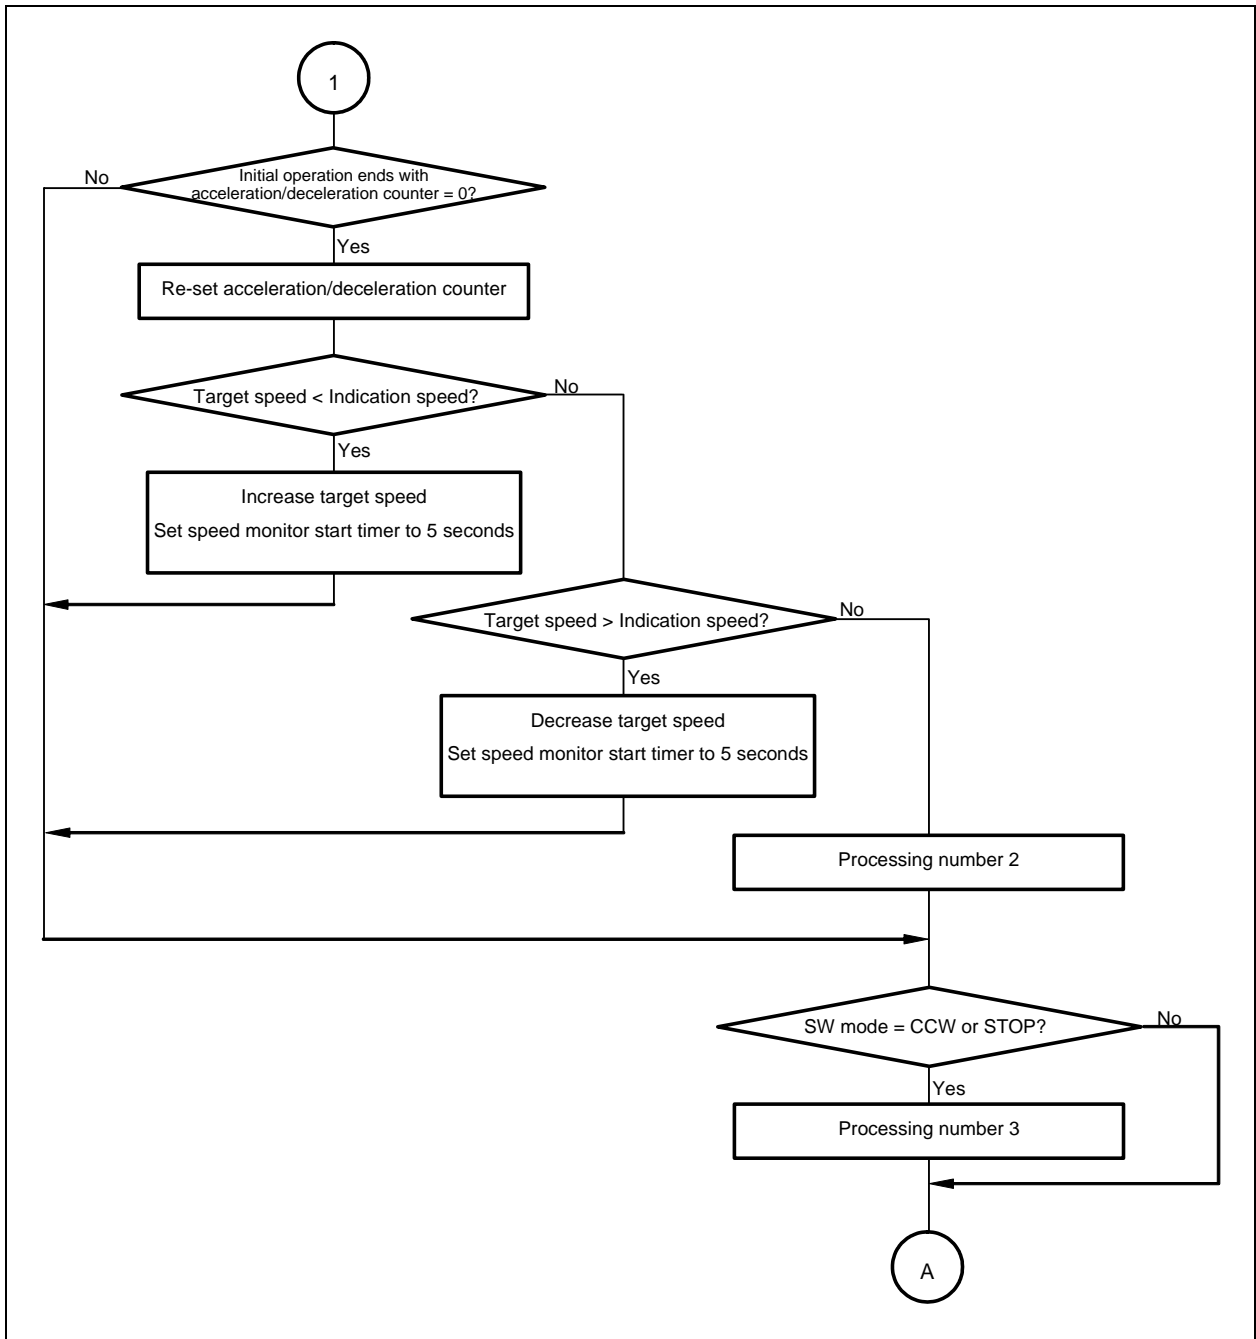 1
Initial operation ends with
acceleration/deceleration counter = 0?
No
Yes
Re-set acceleration/deceleration counter
Target speed < Indication speed?
No
Yes
Increase target speed
Set speed monitor start timer to 5 seconds
Target speed > Indication speed?
No
Yes
Decrease target speed
Set speed monitor start timer to 5 seconds
Processing number 2
SW mode = CCW or STOP?
No
Yes
Processing number 3
A